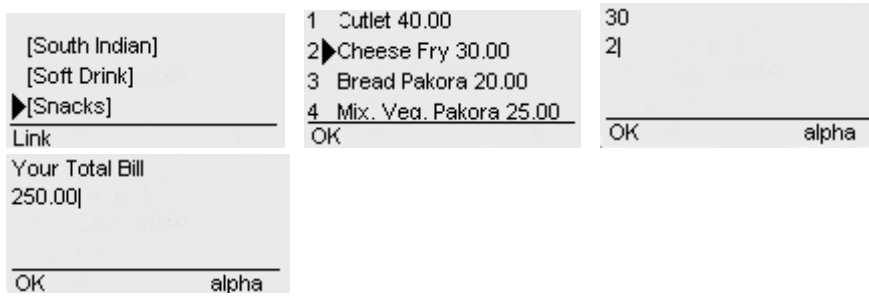 [South Indian]
[Soft Drink]
[Snacks]
Link
1 Cutlet 40.00
2 Cheese Fry 30.00
3 Bread Pakora 20.00
4 Mix. Veg. Pakora 25.00
OK
30
2
OK alpha
Your Total Bill
250.00
OK alpha